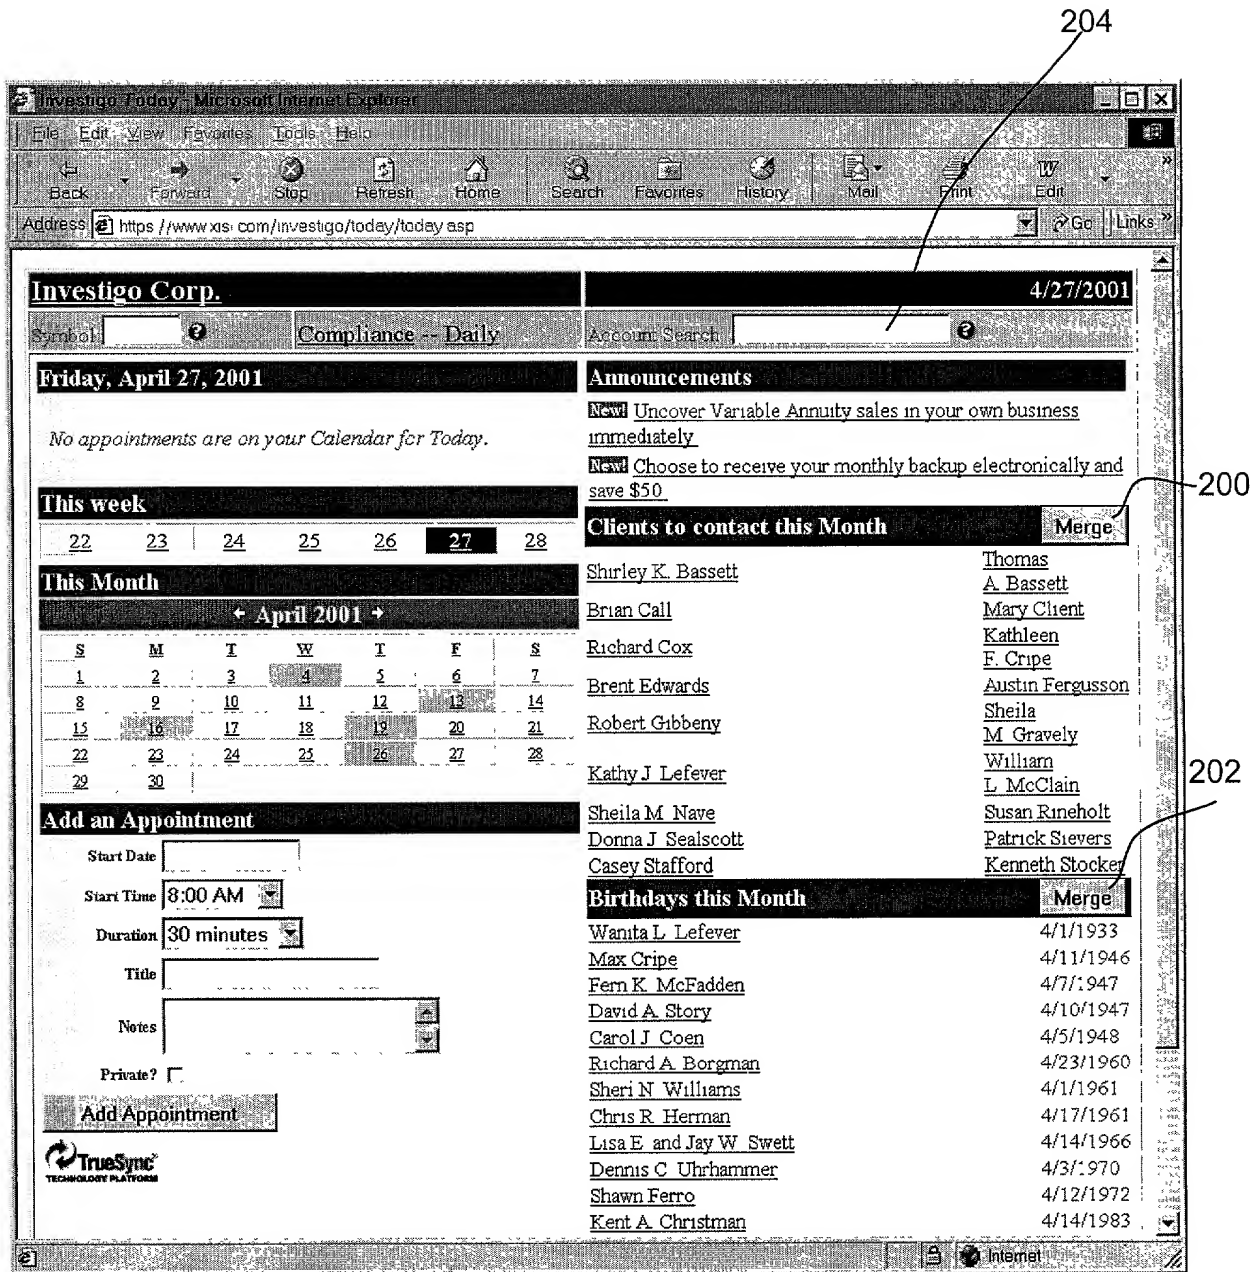 204
Investigo Today - Microsoft Internet Explorer
File Edit View Favorites Tools Help
Back Forward Stop Refresh Home Search Favorites History Mail Print Edit »
Address https //www xisi com/investigo/today/today asp Go Links »
Investigo Corp. 4/27/2001
Symbol ? Compliance -- Daily Account Search ?
Friday, April 27, 2001
No appointments are on your Calendar for Today.
This week
22 23 24 25 26 27 28
This Month
April 2001
S M T W T F S
1 2 3 4 5 6 7
8 9 10 11 12 13 14
15 16 17 18 19 20 21
22 23 24 25 26 27 28
29 30
Add an Appointment
Start Date
Start Time 8:00 AM
Duration 30 minutes
Title
Notes
Private?
Add Appointment
TrueSync
TECHNOLOGY PLATFORM
Announcements
New! Uncover Variable Annuity sales in your own business
immediately
New! Choose to receive your monthly backup electronically and
save $50
200
Clients to contact this Month Merge
Shirley K. Bassett Thomas
A. Bassett
Brian Call Mary Client
Richard Cox Kathleen
F. Cripe
Brent Edwards Austin Fergusson
Robert Gibbeny Sheila
M Gravely
Kathy J Lefever William
L McClain
202
Sheila M Nave Susan Rineholt
Donna J Sealscott Patrick Sievers
Casey Stafford Kenneth Stocker
Birthdays this Month Merge
Wanita L Lefever 4/1/1933
Max Cripe 4/11/1946
Fern K. McFadden 4/7/1947
David A. Story 4/10/1947
Carol J Coen 4/5/1948
Richard A Borgman 4/23/1960
Sheri N Williams 4/1/1961
Chris R Herman 4/17/1961
Lisa E and Jay W Swett 4/14/1966
Dennis C Uhrhammer 4/3/1970
Shawn Ferro 4/12/1972
Kent A. Christman 4/14/1983
Internet